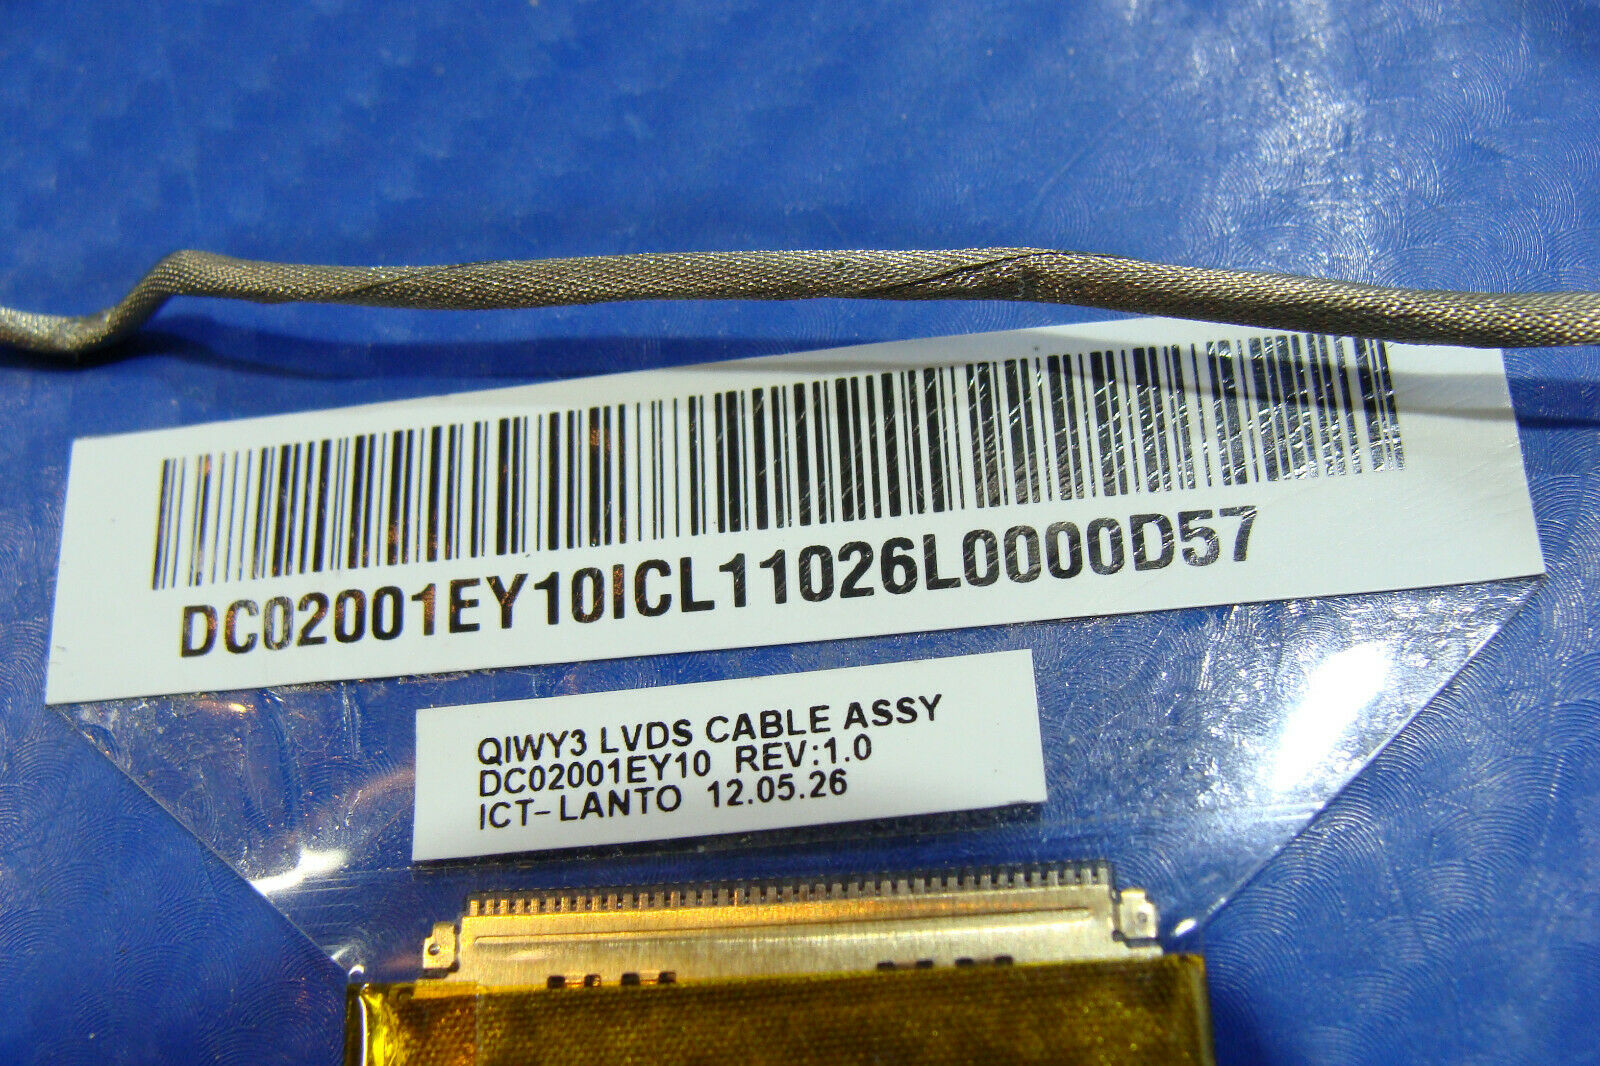 DC02001EY10ICL11026L0000D57
QIWY3 LVDS CABLE ASSY
DC02001EY10 REV:1.0
ICT-LANTO 12.05.26